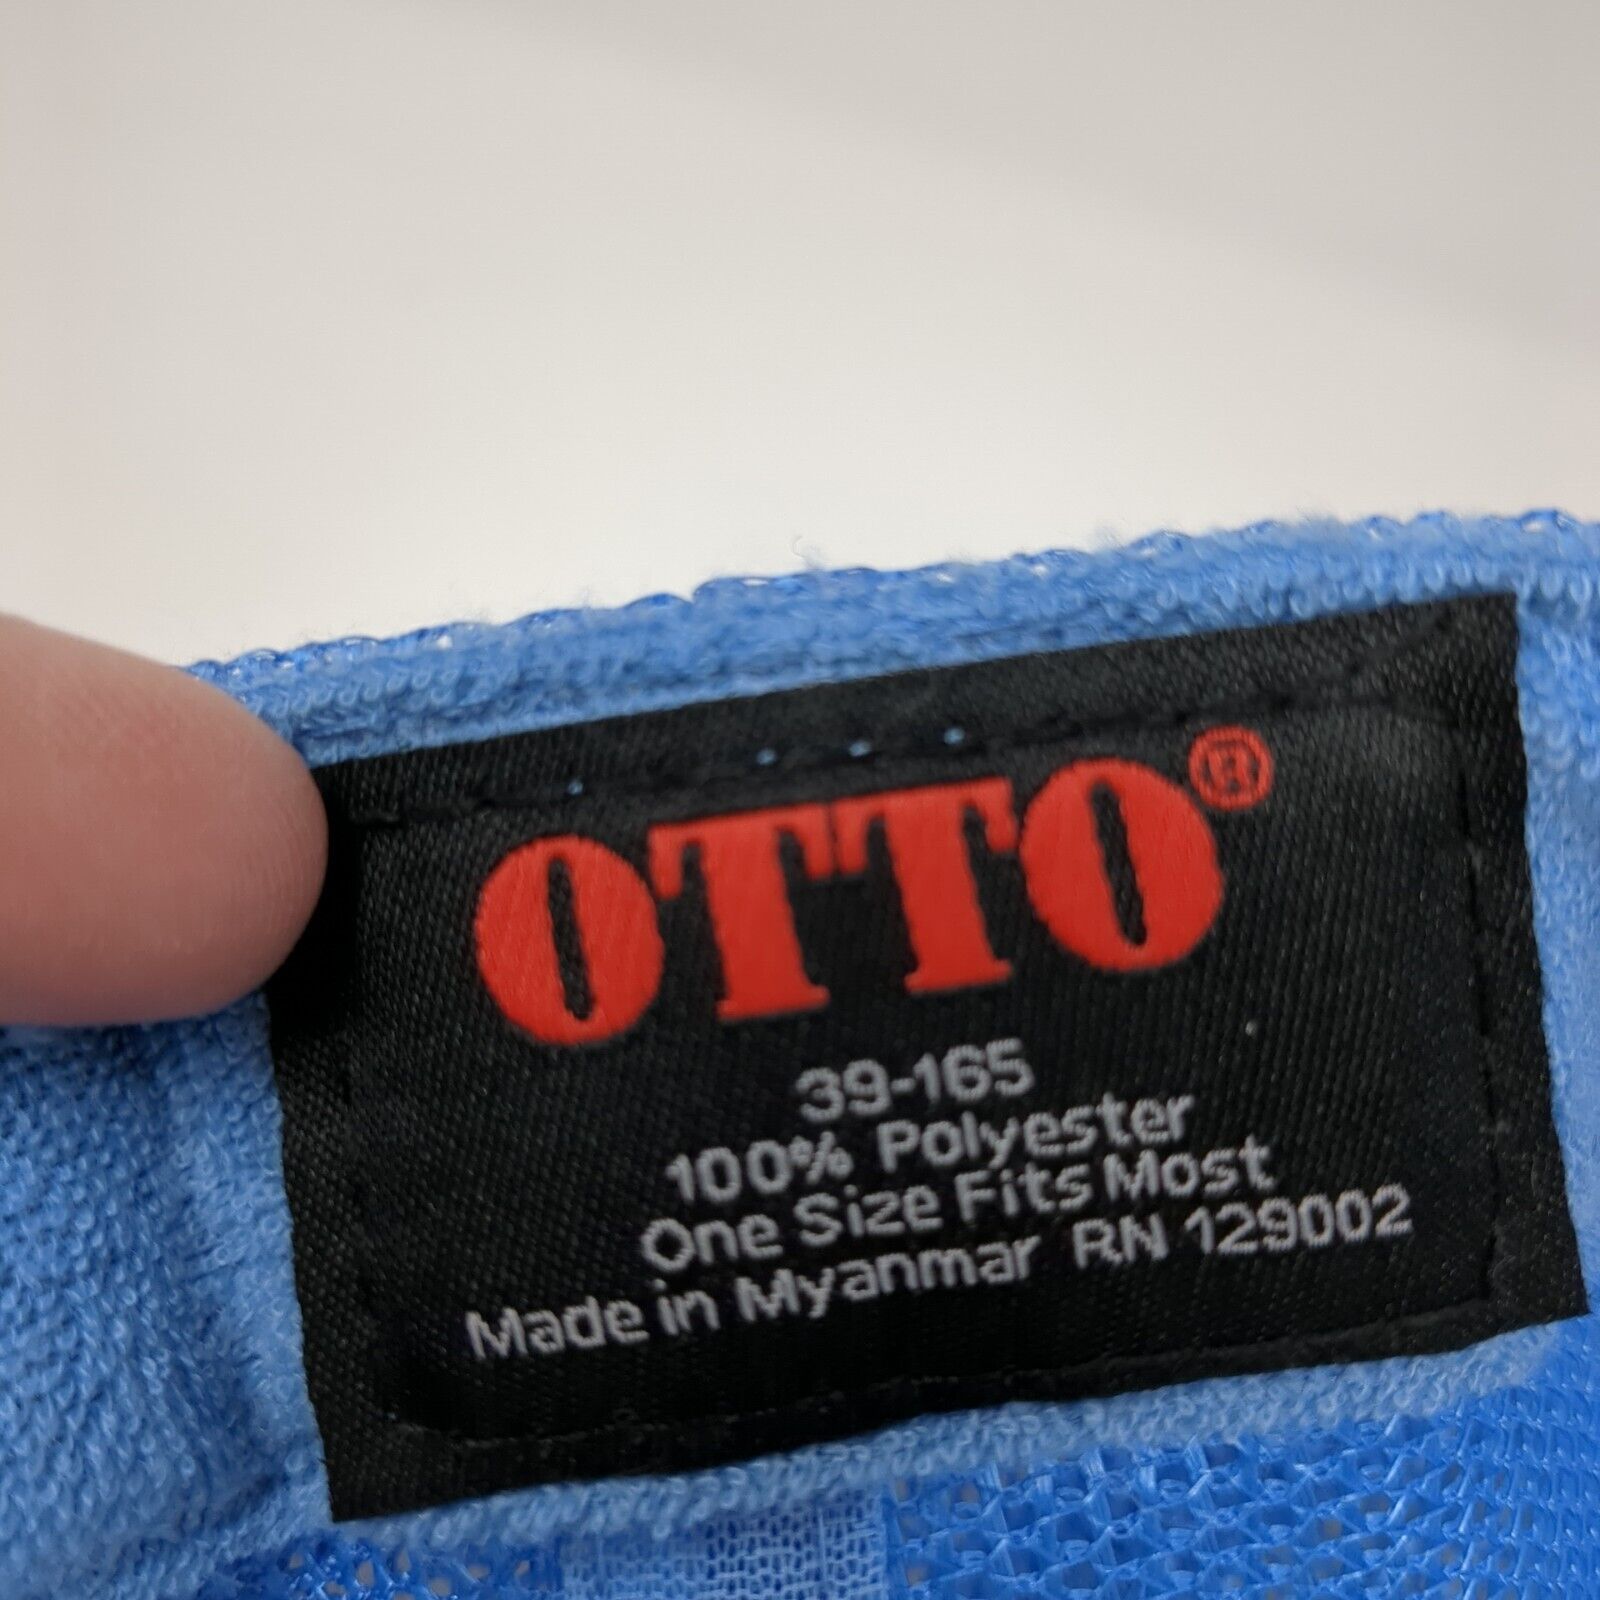 OTTO®
39-165
100% Polyester
One Size Fits Most
Made in Myanmar RN 129002